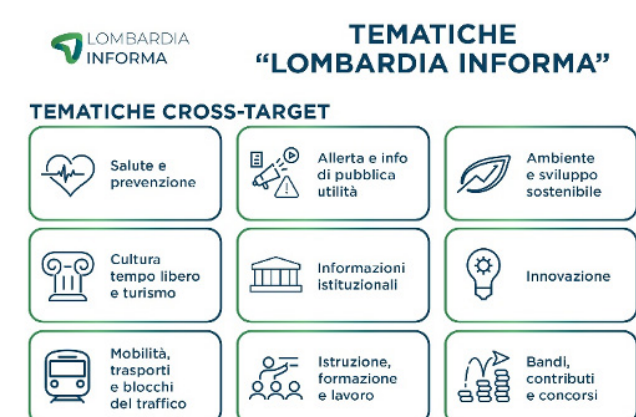 LOMBARDIA
INFORMA
TEMATICHE
“LOMBARDIA INFORMA”
TEMATICHE CROSS-TARGET
Salute e
prevenzione
Allerta e info
di pubblica
utilità
Ambiente
e sviluppo
sostenibile
Cultura
tempo libero
e turismo
Informazioni
istituzionali
Innovazione
Mobilità,
trasporti
e blocchi
del traffico
Istruzione,
formazione
e lavoro
Bandi,
contributi
e concorsi